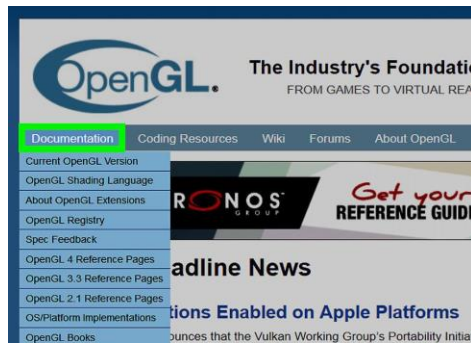 OpenGL.
The Industry's Foundati
FROM GAMES TO VIRTUAL REA
Documentation Coding Resources Wiki Forums About OpenGL
Current OpenGL Version
OpenGL Shading Language
About OpenGL Extensions
OpenGL Registry
Spec Feedback
OpenGL 4 Reference Pages
OpenGL 3.3 Reference Pages
OpenGL 2.1 Reference Pages
OS/Platform Implementations
OpenGL Books
RONOS
GROUP
Get your
REFERENCE GUID
adline News
tions Enabled on Apple Platforms
ounces that the Vulkan Working Group's Portability Initia